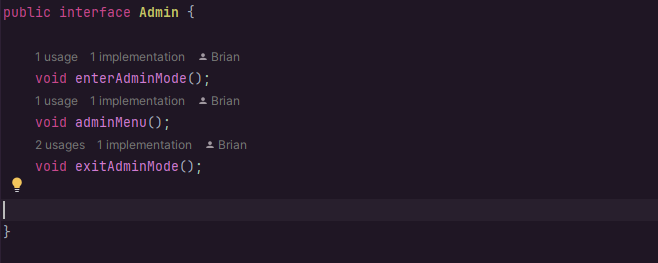 public interface Admin {
1 usage 1 implementation Brian
void enterAdminMode();
1 usage 1 implementation Brian
void adminMenu();
2 usages 1 implementation Brian
void exitAdminMode();
}